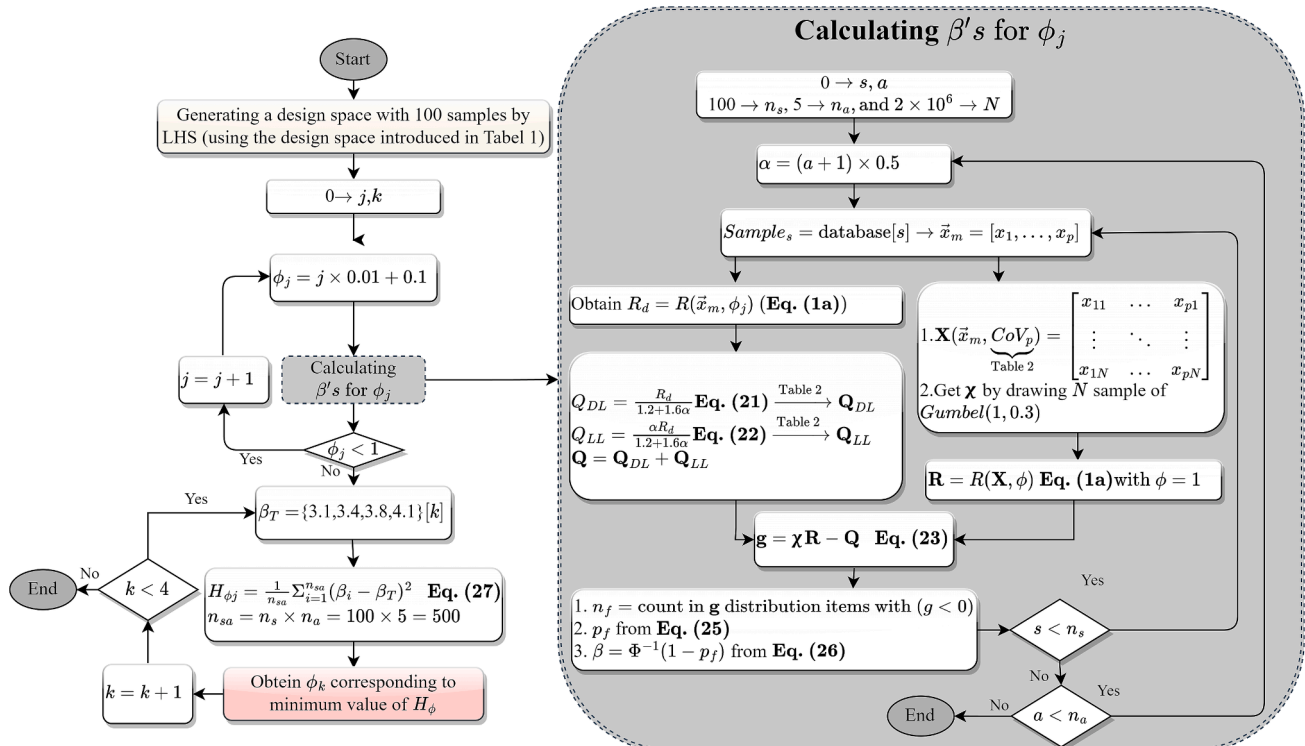 Start
Generating a design space with 100 samples by
LHS (using the design space introduced in Tabel 1)
0→ j,k
ϕ_j = j × 0.01 + 0.1
j = j + 1
Calculating
β's for ϕ_j
ϕ_j < 1
Yes
No
Yes
β_T = {3.1,3.4,3.8,4.1}[k]
No
End
k < 4
H_ϕj = 1/n_sa Σ_{i=1}^{n_sa} (β_i − β_T)² Eq. (27)
n_sa = n_s × n_a = 100 × 5 = 500
k = k + 1
Obtein ϕ_k corresponding to
minimum value of H_ϕ
Calculating β's for ϕ_j
0 → s, a
100 → n_s, 5 → n_a, and 2 × 10⁶ → N
α = (a + 1) × 0.5
Sample_s = database[s] → x⃗_m = [x_1, …, x_p]
Obtain R_d = R(x⃗_m, ϕ_j) (Eq. (1a))
1.X(x⃗_m, CoV_p) = [x_11 … x_p1 ⋮ ⋱ ⋮ x_1N … x_pN]
Table 2
2.Get χ by drawing N sample of
Gumbel(1, 0.3)
Q_DL = R_d/(1.2+1.6α) Eq. (21) Table 2 → Q_DL
Q_LL = αR_d/(1.2+1.6α) Eq. (22) Table 2 → Q_LL
Q = Q_DL + Q_LL
R = R(X, ϕ) Eq. (1a)with ϕ = 1
g = χR − Q Eq. (23)
1. n_f = count in g distribution items with (g < 0)
2. p_f from Eq. (25)
3. β = Φ⁻¹(1 − p_f) from Eq. (26)
Yes
s < n_s
No
Yes
a < n_a
No
End